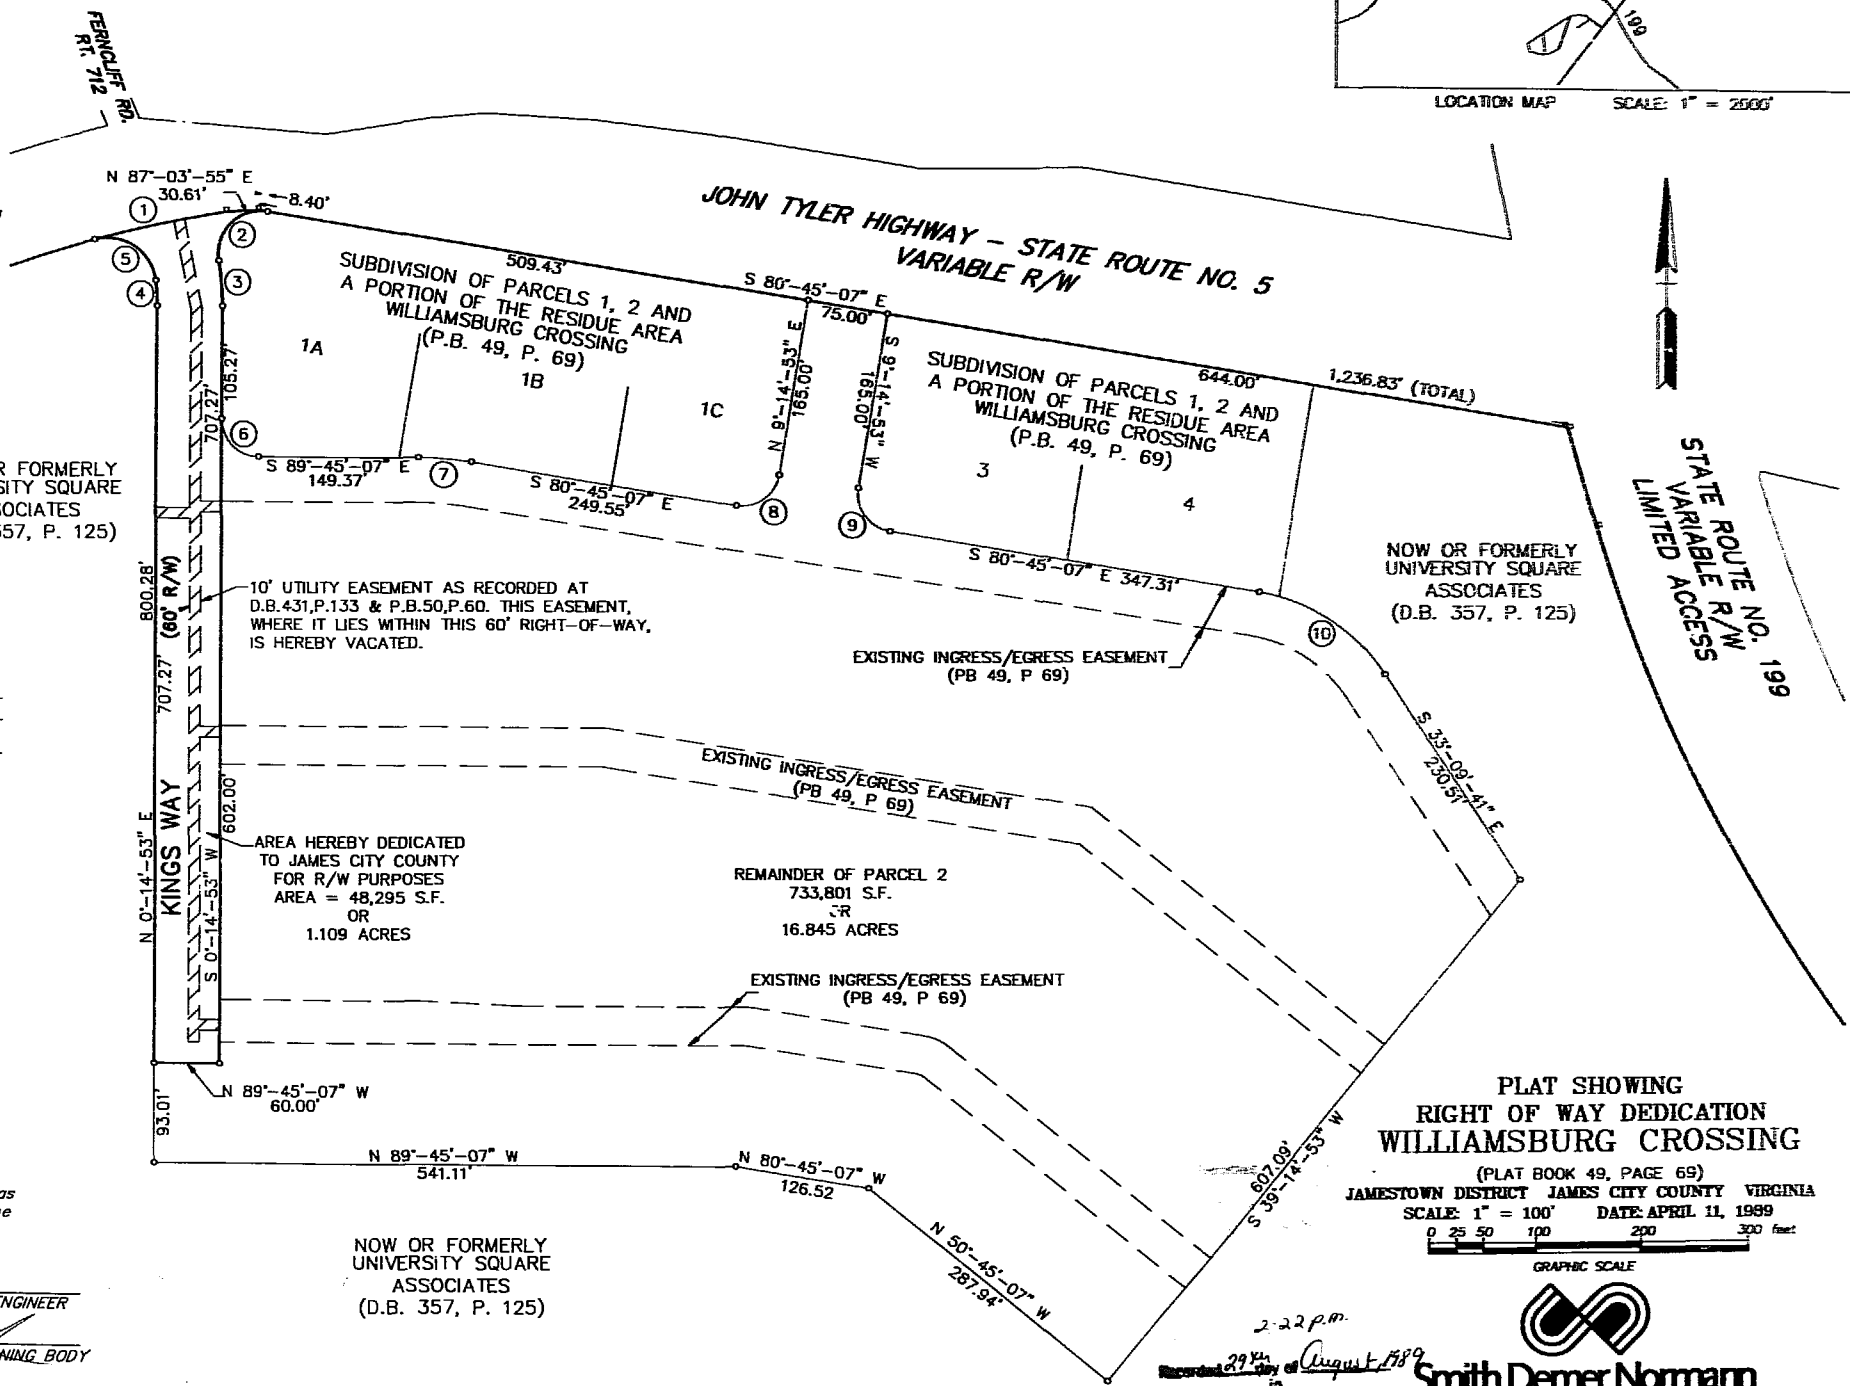 FERNCLIFF RD.
RT. 712
199
LOCATION MAP SCALE: 1" = 2000'
N 87°-03'-55" E
30.61'
8.40'
1
2
3
4
5
JOHN TYLER HIGHWAY - STATE ROUTE NO. 5
VARIABLE R/W
509.43'
S 80°-45'-07" E
75.00'
644.00'
1,236.83' (TOTAL)
SUBDIVISION OF PARCELS 1, 2 AND
A PORTION OF THE RESIDUE AREA
WILLIAMSBURG CROSSING
(P.B. 49, P. 69)
1A
1B
1C
N 9°-14'-53" E
165.00'
S 9°-14'-53" W
165.00'
SUBDIVISION OF PARCELS 1, 2 AND
A PORTION OF THE RESIDUE AREA
WILLIAMSBURG CROSSING
(P.B. 49, P. 69)
3
4
105.27'
707.27'
6
S 89°-45'-07" E
149.37'
7
S 80°-45'-07" E
249.55'
8
9
S 80°-45'-07" E 347.31'
10
STATE ROUTE NO. 199
VARIABLE R/W
LIMITED ACCESS
R FORMERLY
SITY SQUARE
SOCIATES
357, P. 125)
NOW OR FORMERLY
UNIVERSITY SQUARE
ASSOCIATES
(D.B. 357, P. 125)
800.28'
(60' R/W)
707.27'
10' UTILITY EASEMENT AS RECORDED AT
D.B.431,P.133 & P.B.50,P.60. THIS EASEMENT,
WHERE IT LIES WITHIN THIS 60' RIGHT-OF-WAY,
IS HEREBY VACATED.
EXISTING INGRESS/EGRESS EASEMENT
(PB 49, P 69)
S 33°-09'-41" E
230.51'
EXISTING INGRESS/EGRESS EASEMENT
(PB 49, P 69)
N 0°-14'-53" E
KINGS WAY
602.00'
S 0°-14'-53" W
AREA HEREBY DEDICATED
TO JAMES CITY COUNTY
FOR R/W PURPOSES
AREA = 48,295 S.F.
OR
1.109 ACRES
REMAINDER OF PARCEL 2
733,801 S.F.
OR
16.845 ACRES
EXISTING INGRESS/EGRESS EASEMENT
(PB 49, P 69)
N 89°-45'-07" W
60.00'
93.01'
N 89°-45'-07" W
541.11'
N 80°-45'-07" W
126.52
N 50°-45'-07" W
287.94'
607.09'
S 39°-14'-53" W
NOW OR FORMERLY
UNIVERSITY SQUARE
ASSOCIATES
(D.B. 357, P. 125)
as
e
NGINEER
NING BODY
PLAT SHOWING
RIGHT OF WAY DEDICATION
WILLIAMSBURG CROSSING
(PLAT BOOK 49, PAGE 69)
JAMESTOWN DISTRICT JAMES CITY COUNTY VIRGINIA
SCALE: 1" = 100' DATE: APRIL 11, 1989
0 25 50 100 200 300 feet
GRAPHIC SCALE
2:22 p.m.
Recorded 29th day of August, 1989
in
Smith Demer Normann